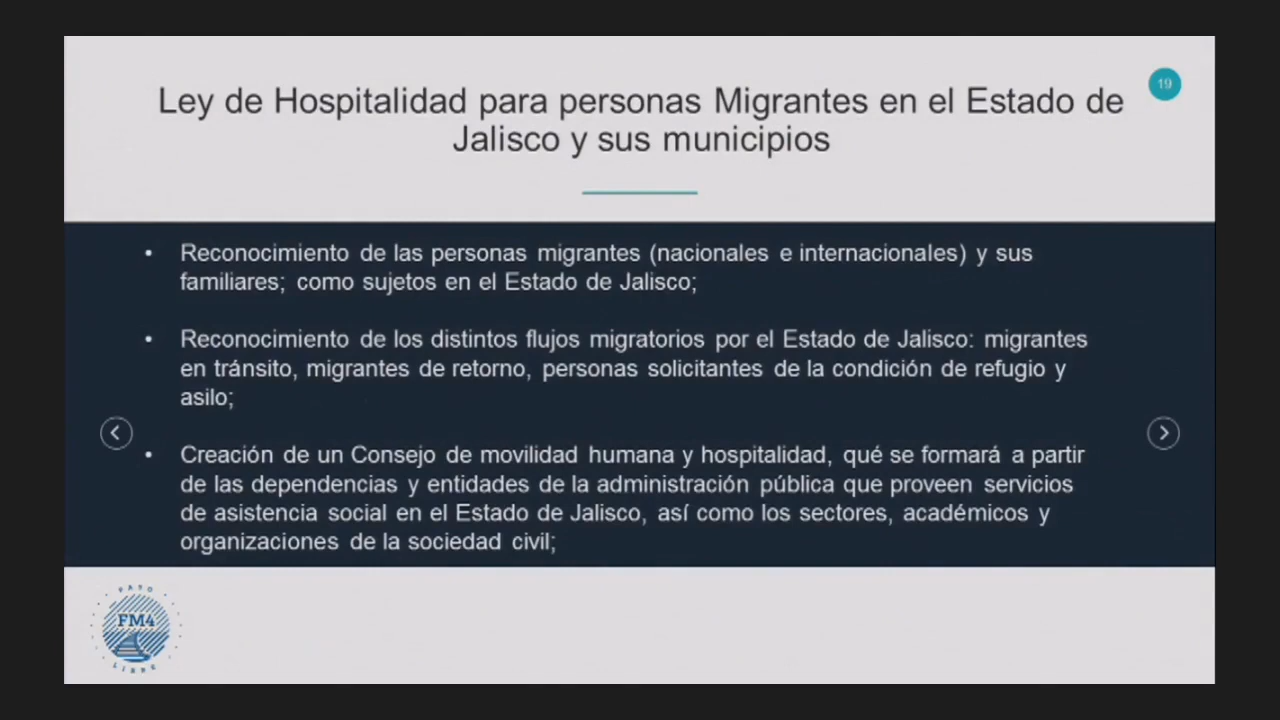 19
Ley de Hospitalidad para personas Migrantes en el Estado de
Jalisco y sus municipios
• Reconocimiento de las personas migrantes (nacionales e internacionales) y sus
familiares; como sujetos en el Estado de Jalisco;
• Reconocimiento de los distintos flujos migratorios por el Estado de Jalisco: migrantes
en tránsito, migrantes de retorno, personas solicitantes de la condición de refugio y
asilo;
• Creación de un Consejo de movilidad humana y hospitalidad, qué se formará a partir
de las dependencias y entidades de la administración pública que proveen servicios
de asistencia social en el Estado de Jalisco, así como los sectores, académicos y
organizaciones de la sociedad civil;
PASO
FM4
LIBRE